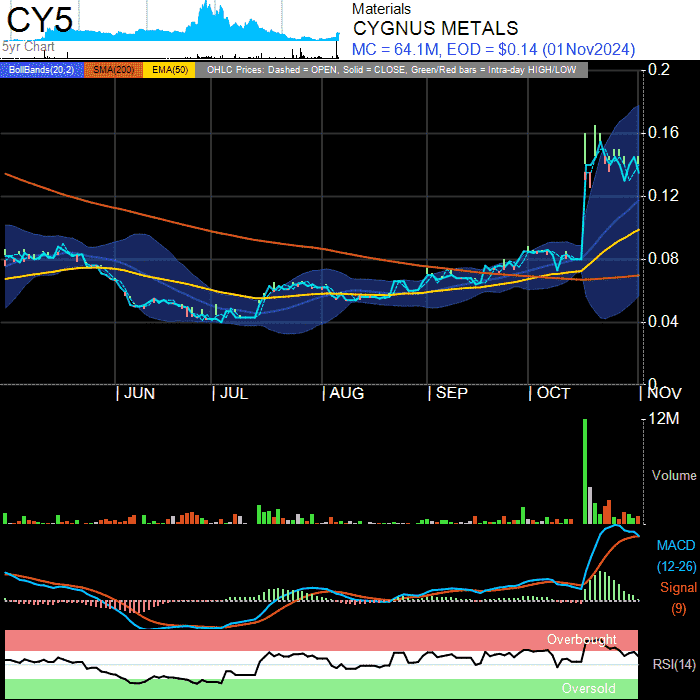 CY5
5yr Chart
Materials
CYGNUS METALS
MC = 64.1M, EOD = $0.14 (01Nov2024)
BollBands(20,2) SMA(200) EMA(50) OHLC Prices: Dashed = OPEN, Solid = CLOSE, Green/Red bars = Intra-day HIGH/LOW
0.2
0.16
0.12
0.08
0.04
0
JUN JUL AUG SEP OCT NOV
12M
Volume
MACD
(12-26)
Signal
(9)
Overbought
RSI(14)
Oversold